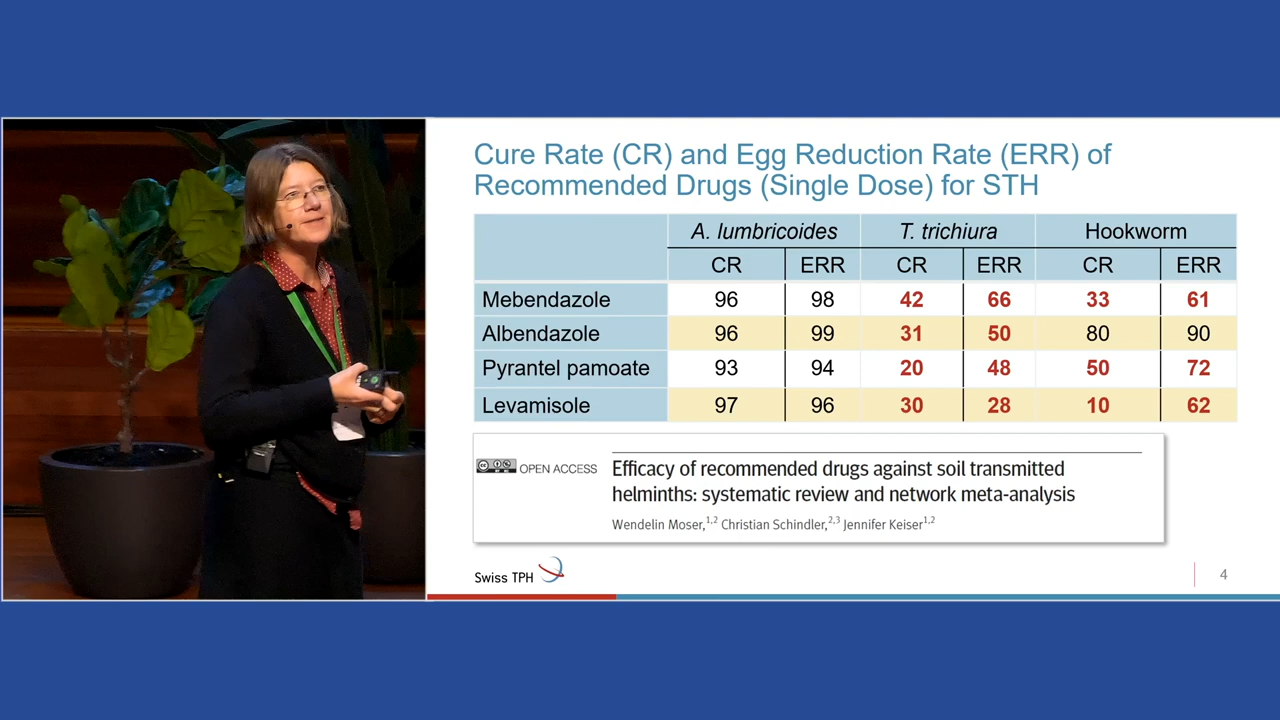 Cure Rate (CR) and Egg Reduction Rate (ERR) of
Recommended Drugs (Single Dose) for STH
A. lumbricoides T. trichiura Hookworm
CR ERR CR ERR CR ERR
Mebendazole 96 98 42 66 33 61
Albendazole 96 99 31 50 80 90
Pyrantel pamoate 93 94 20 48 50 72
Levamisole 97 96 30 28 10 62
OPEN ACCESS
Efficacy of recommended drugs against soil transmitted
helminths: systematic review and network meta-analysis
Wendelin Moser,1,2 Christian Schindler,2,3 Jennifer Keiser1,2
Swiss TPH
4